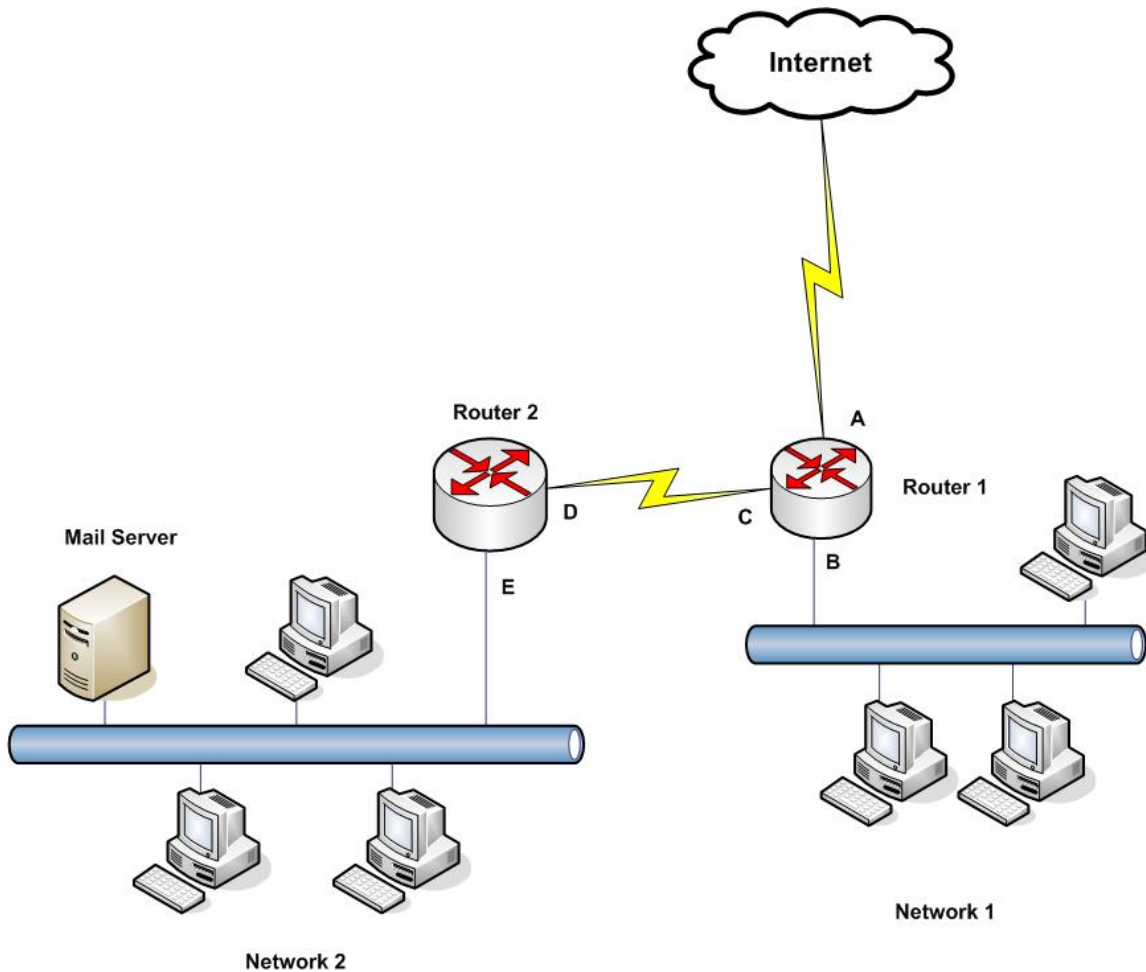 Internet
A
Router 2
Router 1
D
C
Mail Server
B
E
Network 1
Network 2